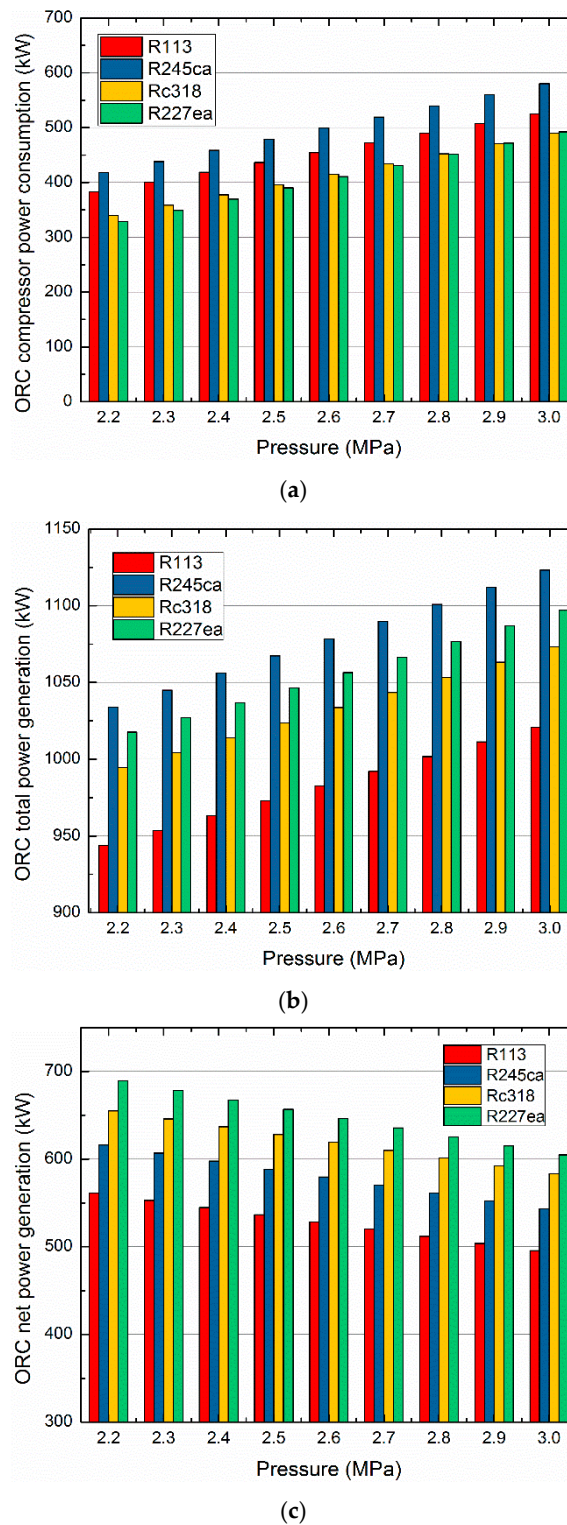 ORC compressor power consumption (kW)
700
600
500
400
300
200
100
0
R113
R245ca
Rc318
R227ea
2.2 2.3 2.4 2.5 2.6 2.7 2.8 2.9 3.0
Pressure (MPa)
(a)
ORC total power generation (kW)
1150
1100
1050
1000
950
900
R113
R245ca
Rc318
R227ea
2.2 2.3 2.4 2.5 2.6 2.7 2.8 2.9 3.0
Pressure (MPa)
(b)
ORC net power generation (kW)
700
600
500
400
300
R113
R245ca
Rc318
R227ea
2.2 2.3 2.4 2.5 2.6 2.7 2.8 2.9 3.0
Pressure (MPa)
(c)